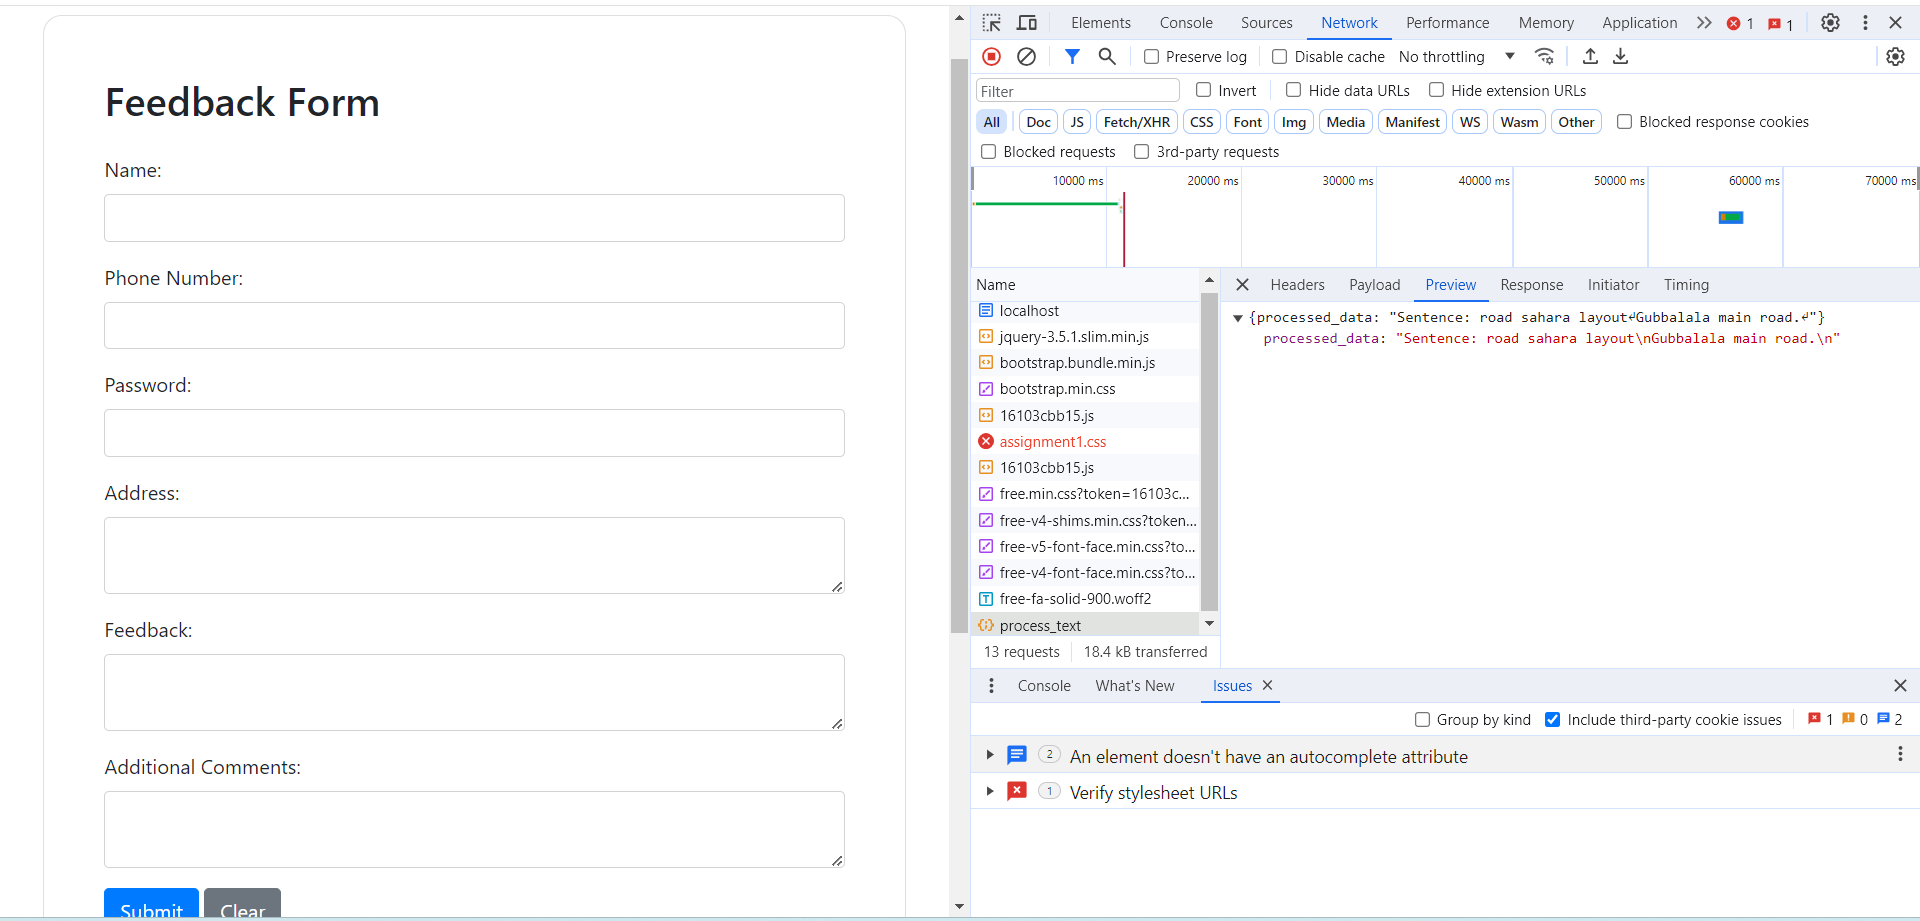 Feedback Form
Name:
Phone Number:
Password:
Address:
Feedback:
Additional Comments:
Submit Clear
Elements Console Sources Network Performance Memory Application 1 1
Preserve log Disable cache No throttling
Filter Invert Hide data URLs Hide extension URLs
All Doc JS Fetch/XHR CSS Font Img Media Manifest WS Wasm Other Blocked response cookies
Blocked requests 3rd-party requests
10000 ms 20000 ms 30000 ms 40000 ms 50000 ms 60000 ms 70000 ms
Name
localhost
jquery-3.5.1.slim.min.js
bootstrap.bundle.min.js
bootstrap.min.css
16103cbb15.js
assignment1.css
16103cbb15.js
free.min.css?token=16103c...
free-v4-shims.min.css?token...
free-v5-font-face.min.css?to...
free-v4-font-face.min.css?to...
free-fa-solid-900.woff2
process_text
13 requests 18.4 kB transferred
Headers Payload Preview Response Initiator Timing
{processed_data: "Sentence: road sahara layout↵Gubbalala main road.↵"}
processed_data: "Sentence: road sahara layout\nGubbalala main road.\n"
Console What's New Issues
Group by kind Include third-party cookie issues 1 0 2
2 An element doesn't have an autocomplete attribute
1 Verify stylesheet URLs